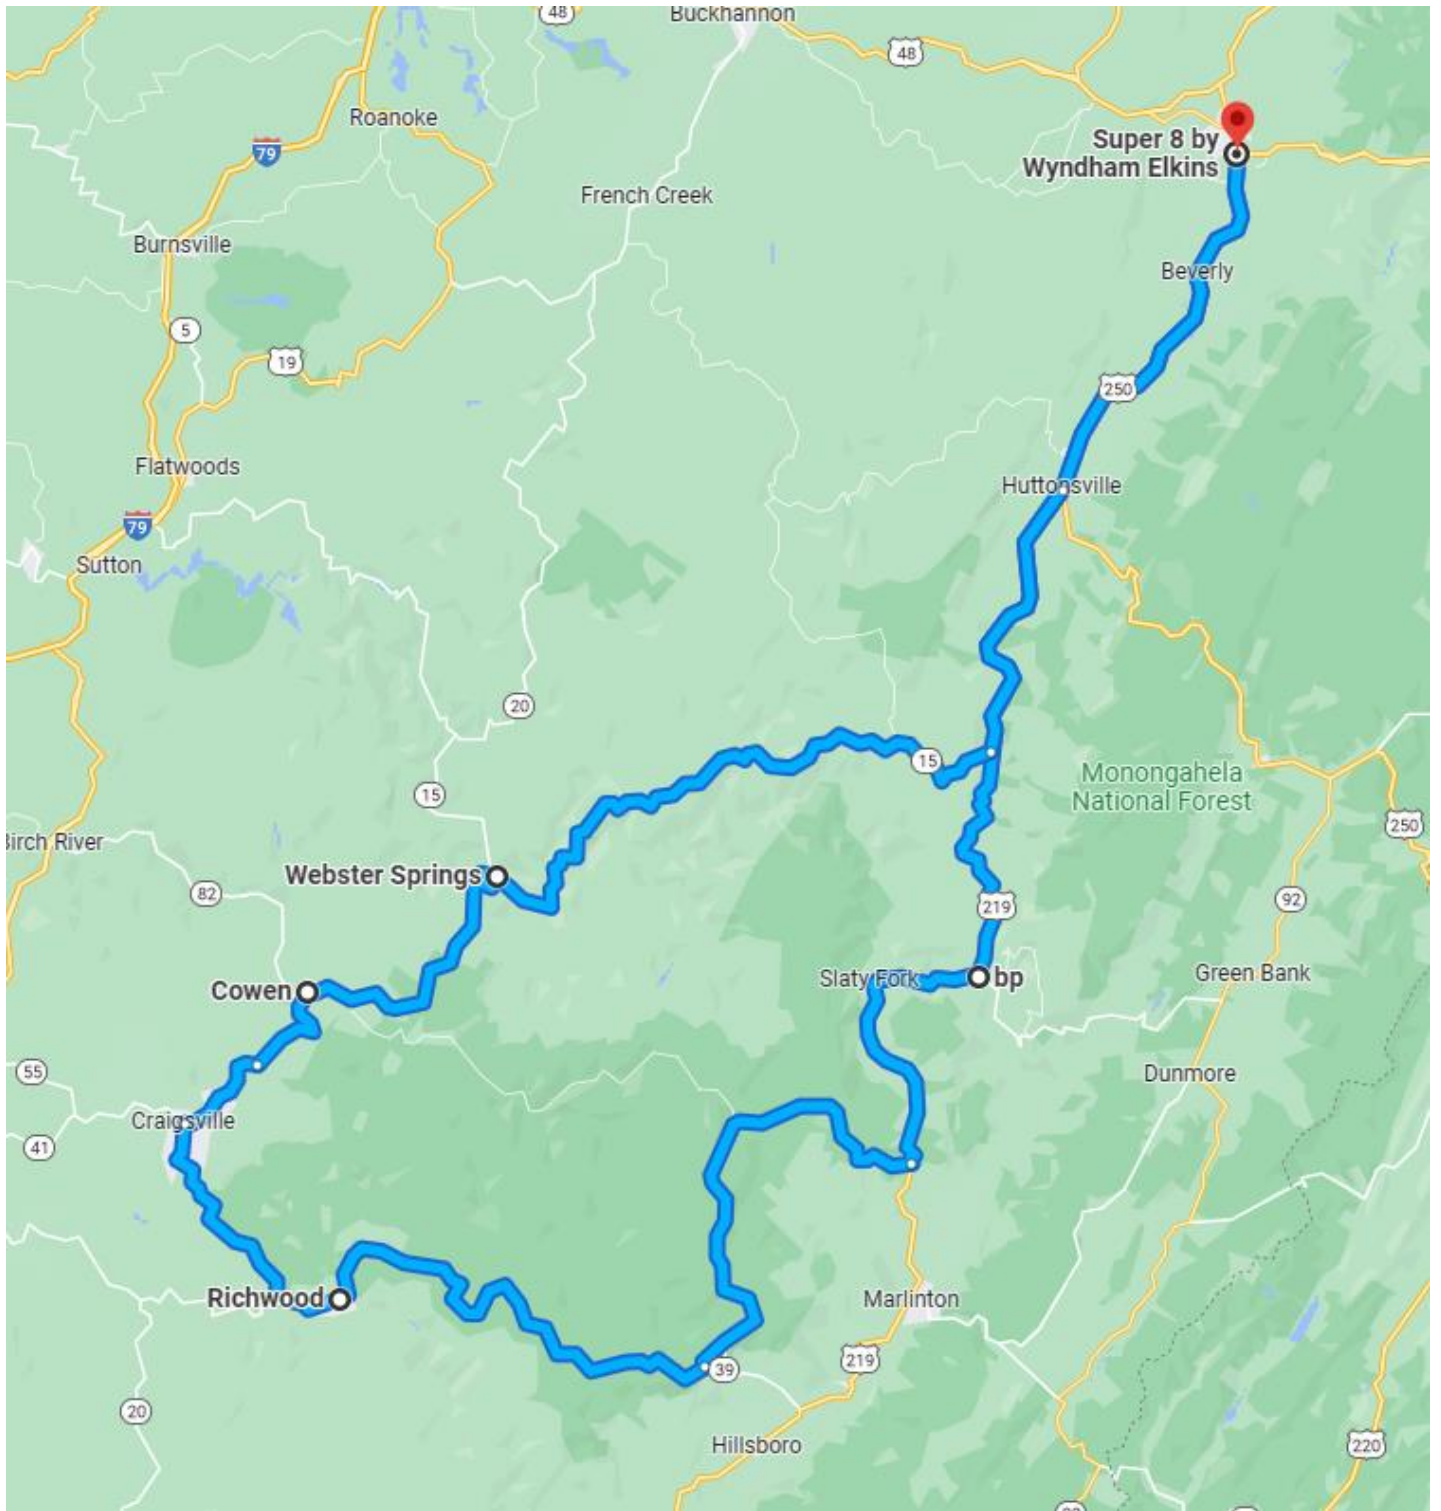 48
Buckhannon
48
Roanoke
79
Super 8 by
Wyndham Elkins
French Creek
Burnsville
Beverly
5
19
250
Flatwoods
Huttonsville
79
Sutton
20
15
Monongahela
National Forest
15
250
Birch River
Webster Springs
82
92
219
Slaty Fork
bp
Green Bank
Cowen
55
Dunmore
Craigsville
41
Richwood
Marlinton
219
39
20
Hillsboro
220